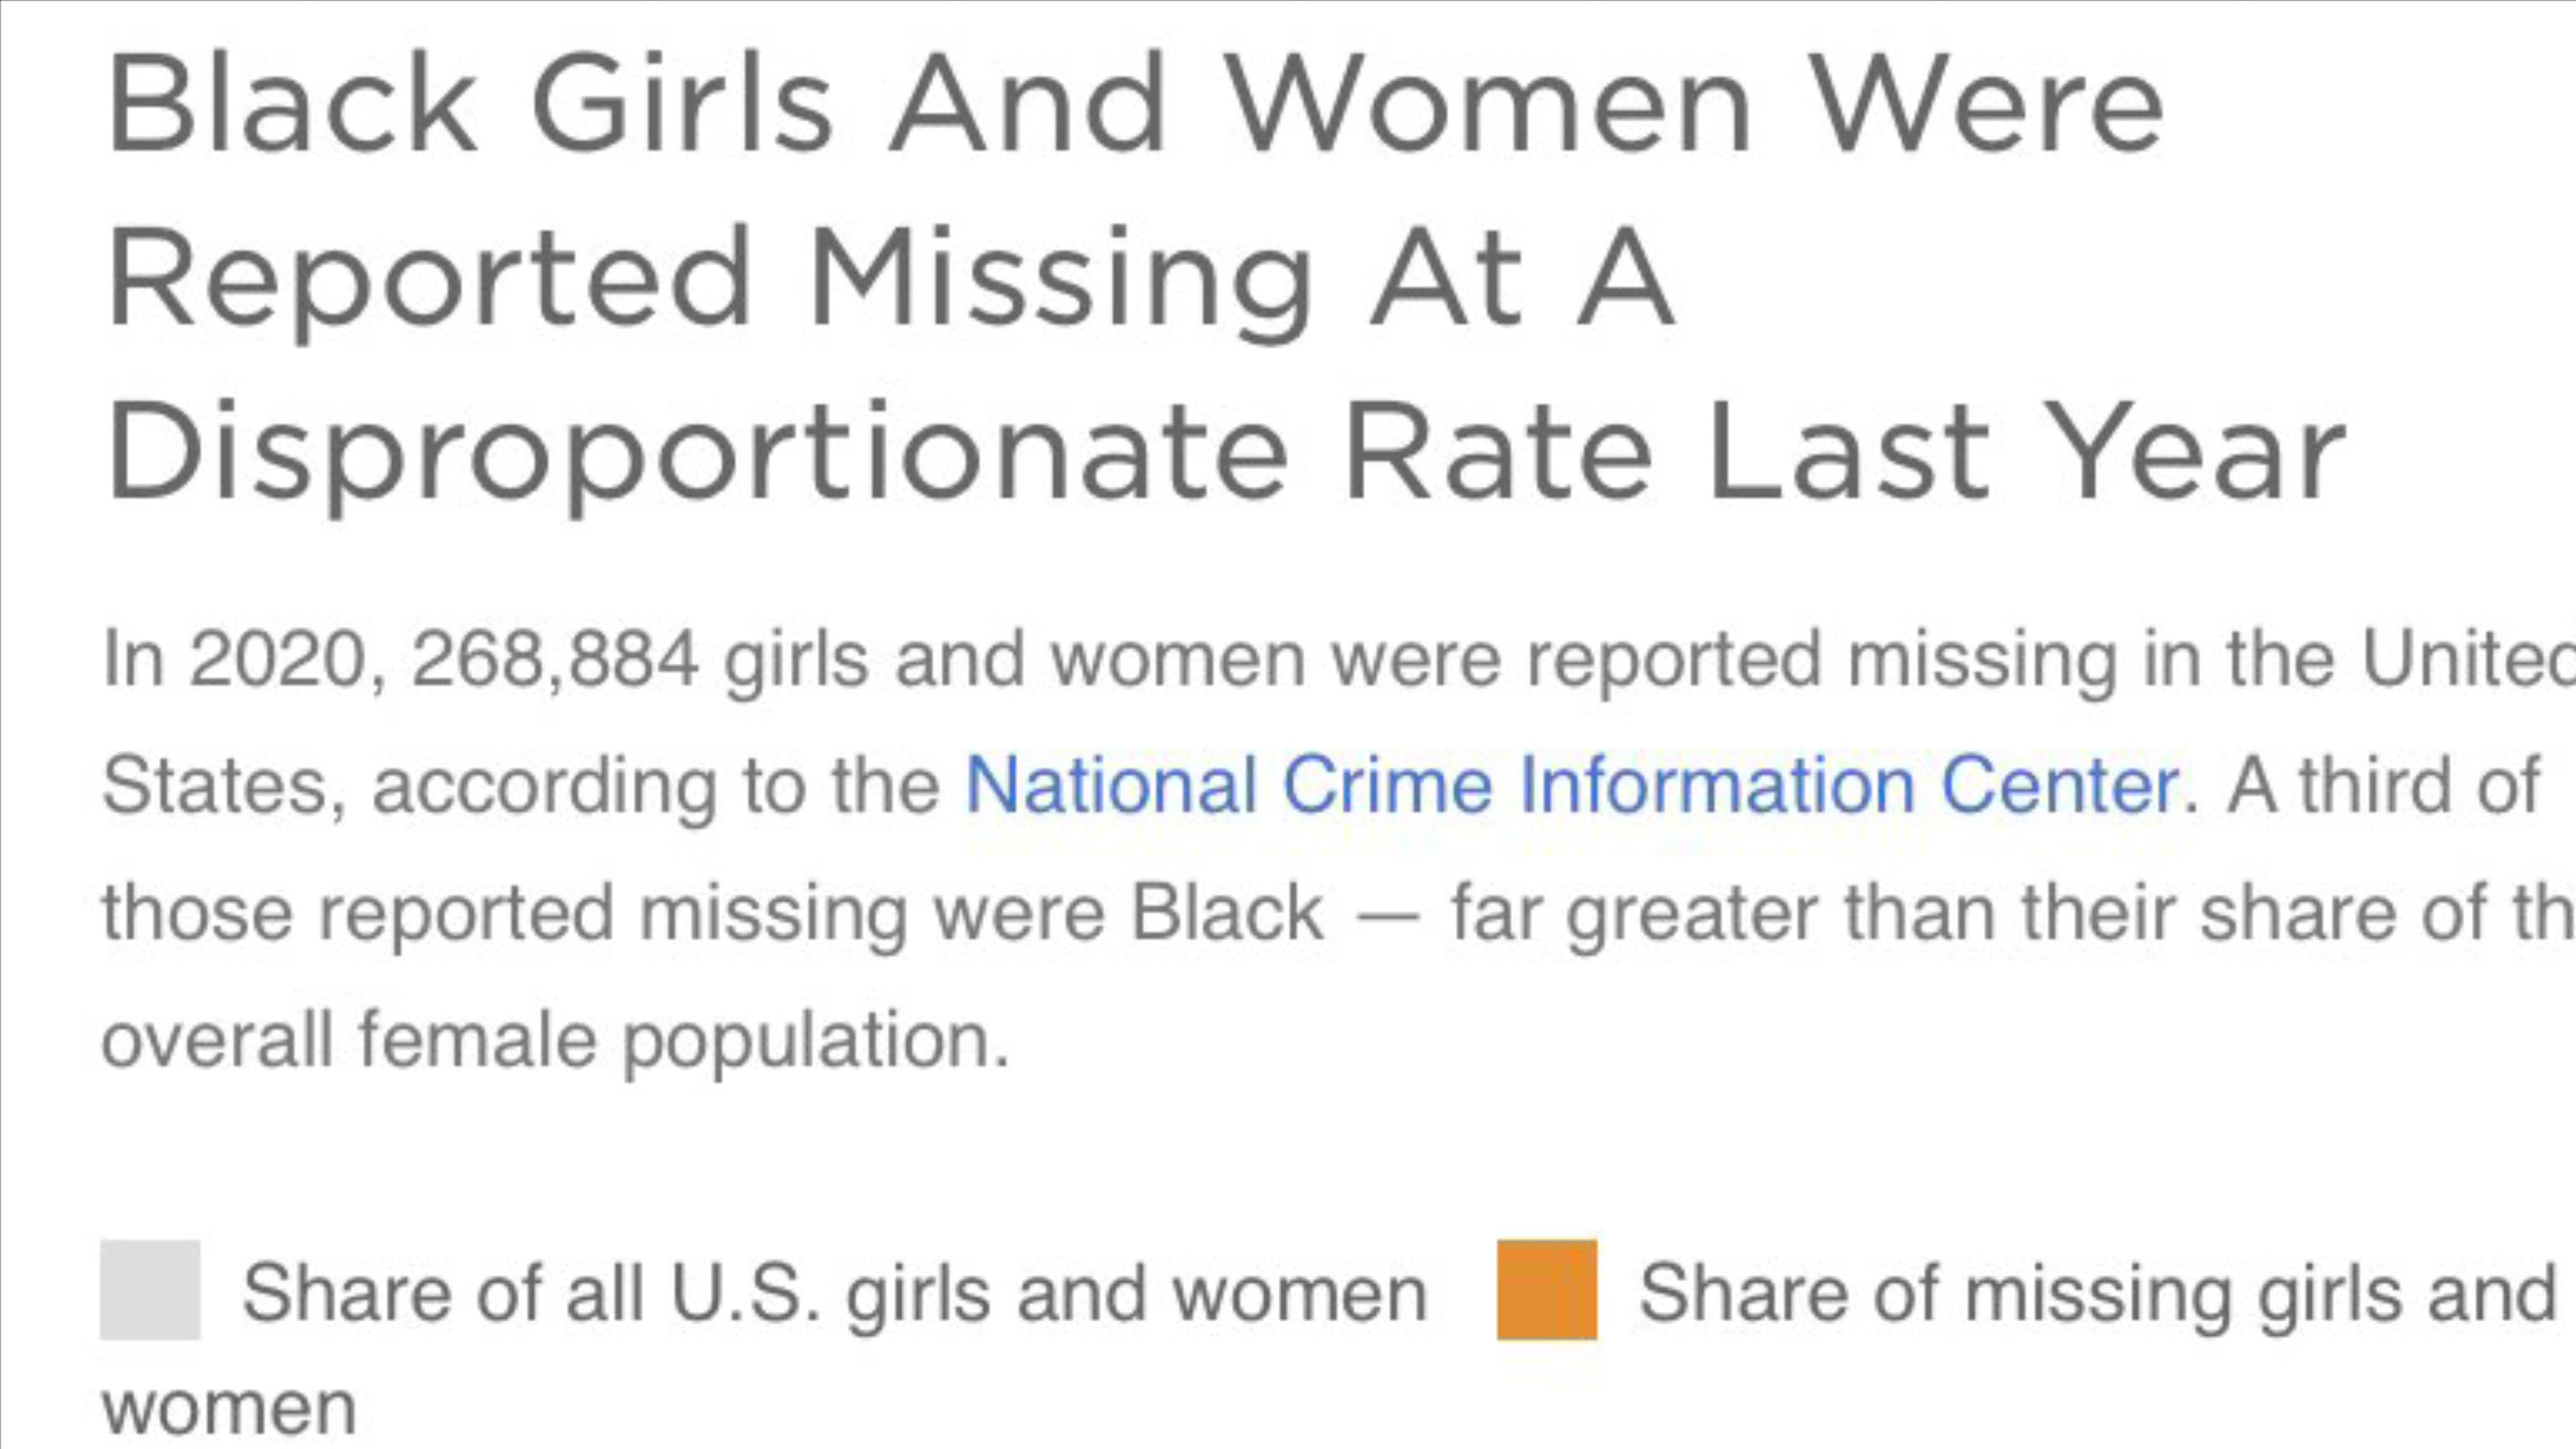 Black Girls And Women Were
Reported Missing At A
Disproportionate Rate Last Year
In 2020, 268,884 girls and women were reported missing in the United
States, according to the National Crime Information Center. A third of
those reported missing were Black — far greater than their share of th
overall female population.
Share of all U.S. girls and women Share of missing girls and
women